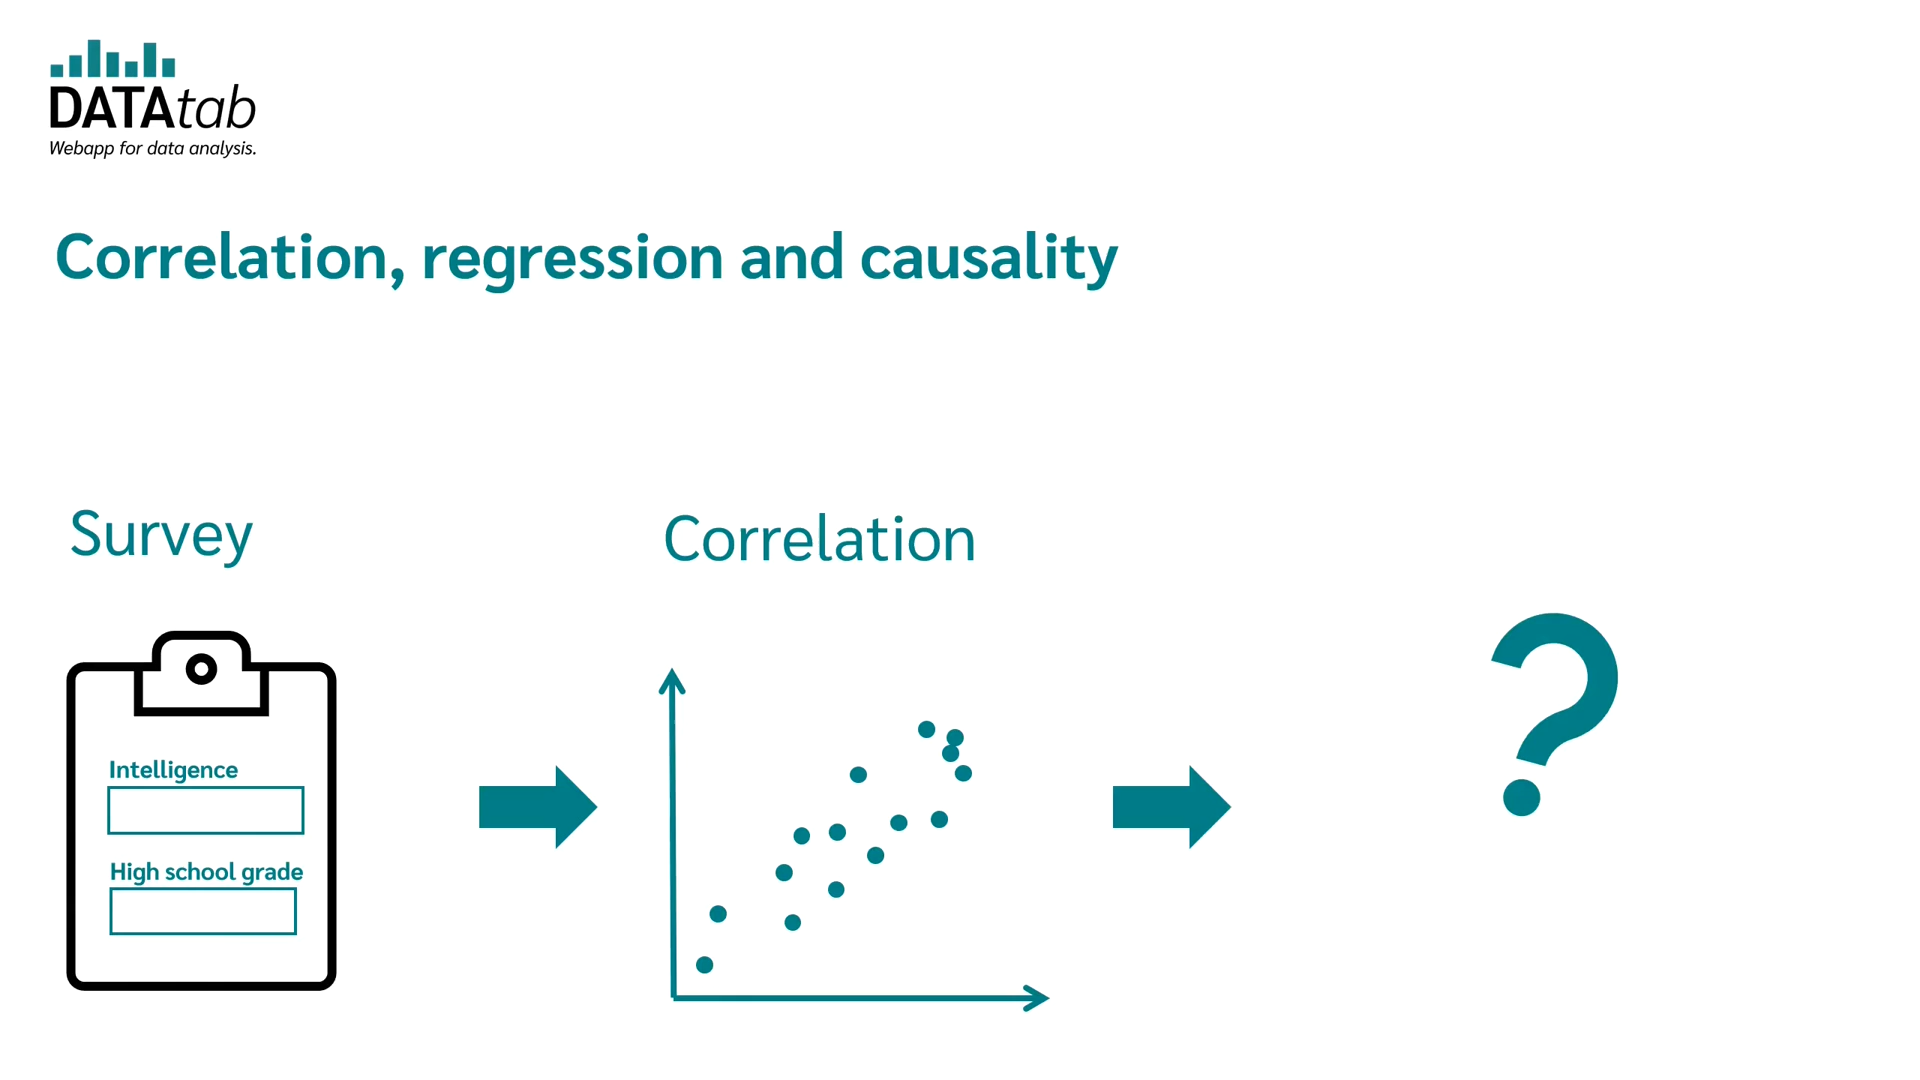 DATAtab
Webapp for data analysis.
Correlation, regression and causality
Survey
Correlation
Intelligence
High school grade
?